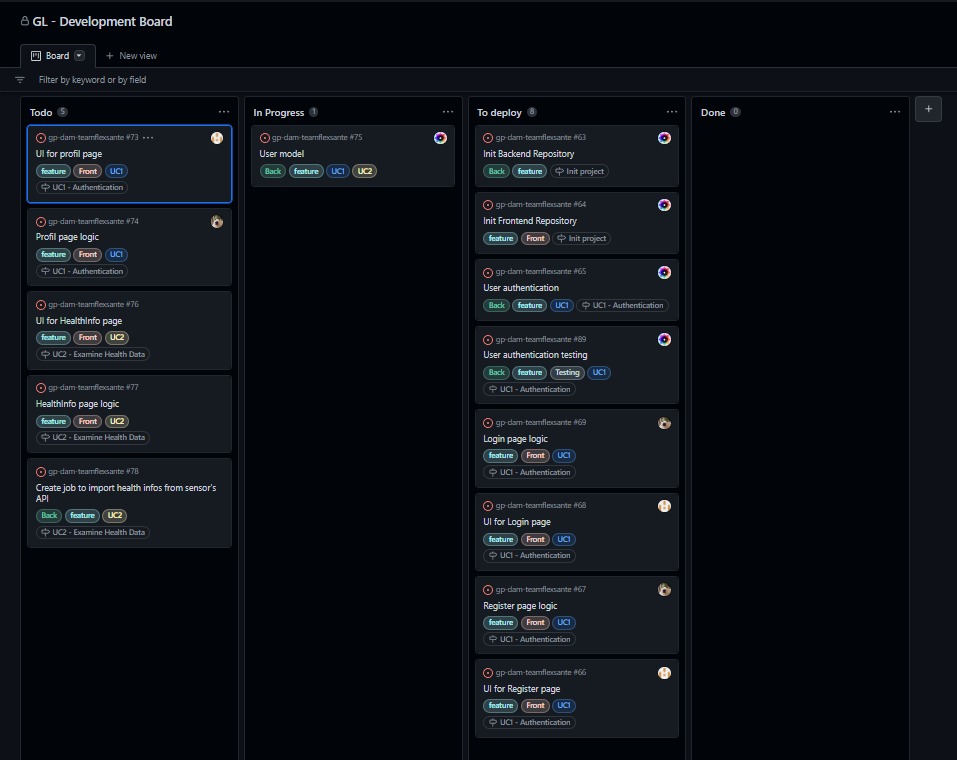 GL - Development Board
Board
New view
Filter by keyword or by field
Todo 5
gp-dam-teamflexsante #73
UI for profil page
feature Front UC1
UC1 - Authentication
gp-dam-teamflexsante #74
Profil page logic
feature Front UC1
UC1 - Authentication
gp-dam-teamflexsante #76
UI for HealthInfo page
feature Front UC2
UC2 - Examine Health Data
gp-dam-teamflexsante #77
HealthInfo page logic
feature Front UC2
UC2 - Examine Health Data
gp-dam-teamflexsante #78
Create job to import health infos from sensor's
API
Back feature UC2
UC2 - Examine Health Data
In Progress 1
gp-dam-teamflexsante #75
User model
Back feature UC1 UC2
To deploy 8
gp-dam-teamflexsante #63
Init Backend Repository
Back feature Init project
gp-dam-teamflexsante #64
Init Frontend Repository
feature Front Init project
gp-dam-teamflexsante #65
User authentication
Back feature UC1 UC1 - Authentication
gp-dam-teamflexsante #89
User authentication testing
Back feature Testing UC1
UC1 - Authentication
gp-dam-teamflexsante #69
Login page logic
feature Front UC1
UC1 - Authentication
gp-dam-teamflexsante #68
UI for Login page
feature Front UC1
UC1 - Authentication
gp-dam-teamflexsante #67
Register page logic
feature Front UC1
UC1 - Authentication
gp-dam-teamflexsante #66
UI for Register page
feature Front UC1
UC1 - Authentication
Done 0